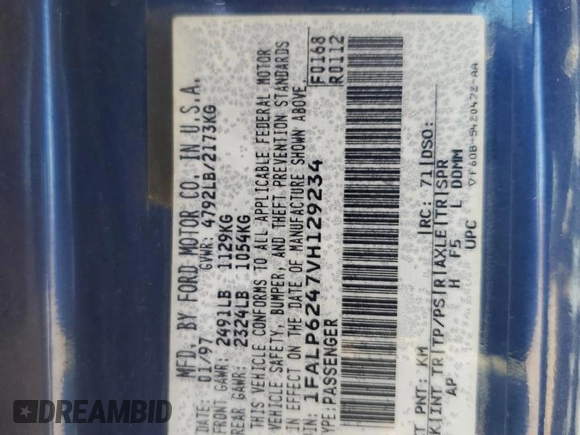 MFD. BY FORD MOTOR CO. IN U.S.A.
DATE: 01/97 GVWR: 4792LB/2173KG
FRONT GAWR: 2491LB 1129KG
REAR GAWR: 2324LB 1054KG
THIS VEHICLE CONFORMS TO ALL APPLICABLE FEDERAL MOTOR
VEHICLE SAFETY, BUMPER, AND THEFT PREVENTION STANDARDS
IN EFFECT ON THE DATE OF MANUFACTURE SHOWN ABOVE.
VIN: 1FALP6247VH129234
TYPE: PASSENGER
F0168
R0112
T PNT: KM RC: 71 DSO:
K INT TR TP/PS R AXLE TR SPR
AP H F5 L DDMM
UPC
VF60B-5420472-AA
DREAMBID